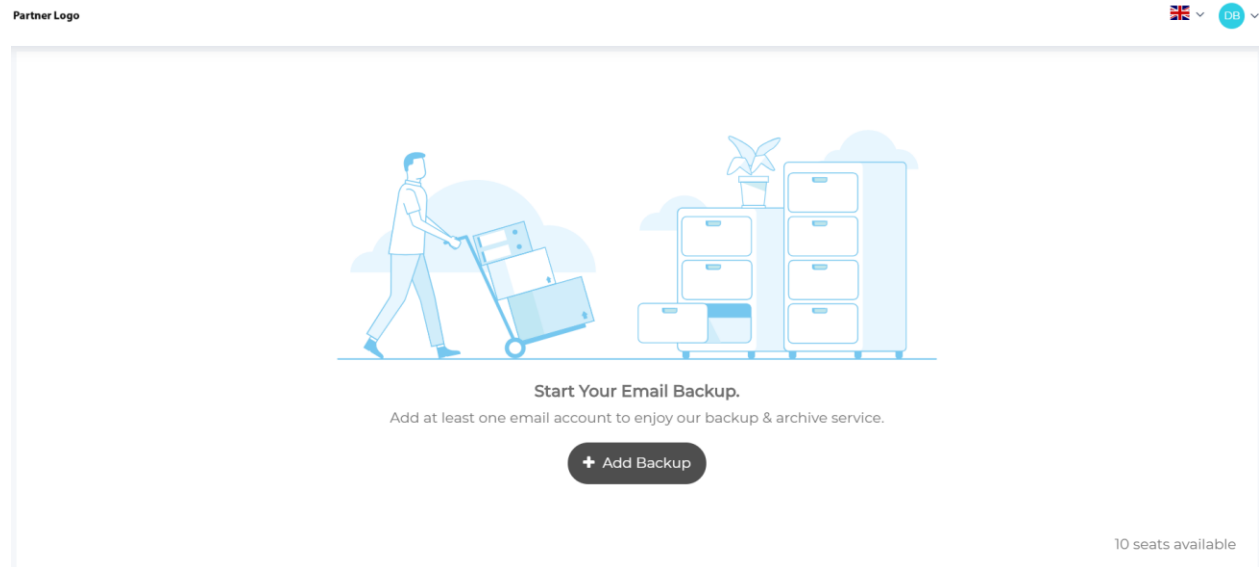 Partner Logo
DB
Start Your Email Backup.
Add at least one email account to enjoy our backup & archive service.
+ Add Backup
10 seats available